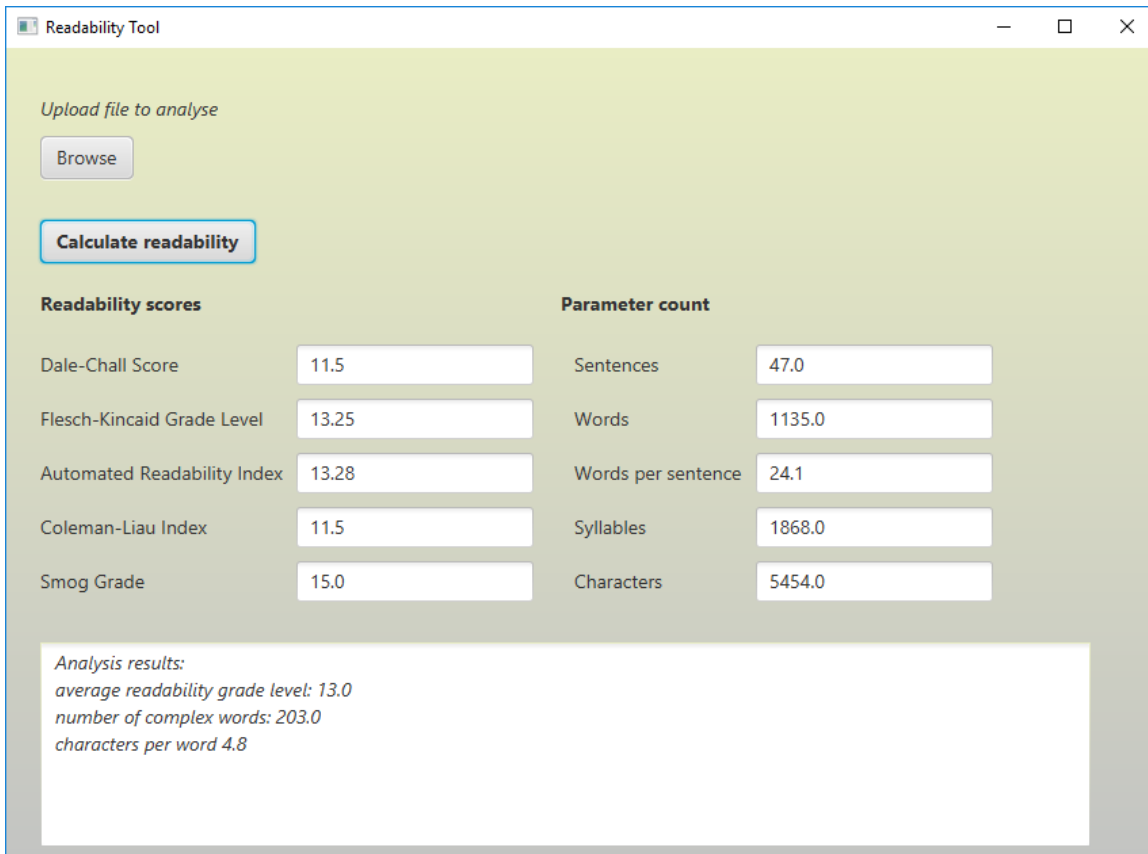 Readability Tool
Upload file to analyse
Browse
Calculate readability
Readability scores
Dale-Chall Score 11.5
Flesch-Kincaid Grade Level 13.25
Automated Readability Index 13.28
Coleman-Liau Index 11.5
Smog Grade 15.0
Parameter count
Sentences 47.0
Words 1135.0
Words per sentence 24.1
Syllables 1868.0
Characters 5454.0
Analysis results:
average readability grade level: 13.0
number of complex words: 203.0
characters per word 4.8